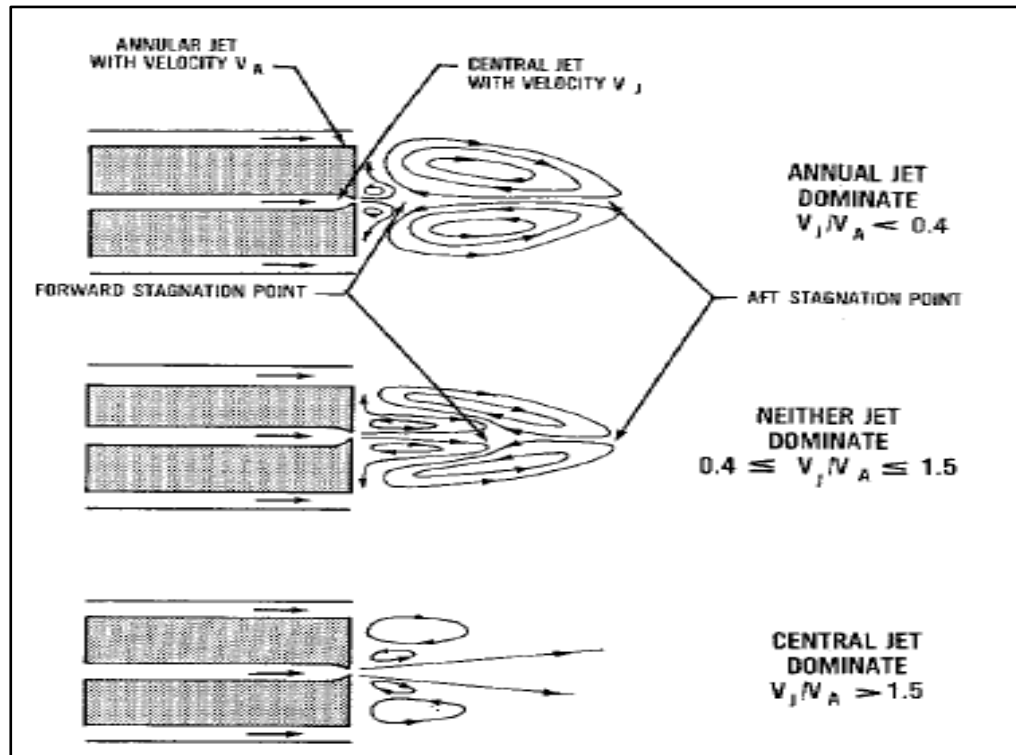 ANNULAR JET
WITH VELOCITY V A
CENTRAL JET
WITH VELOCITY V J
ANNUAL JET
DOMINATE
V J/V A < 0.4
FORWARD STAGNATION POINT
AFT STAGNATION POINT
NEITHER JET
DOMINATE
0.4 ≤ V J/V A ≤ 1.5
CENTRAL JET
DOMINATE
V J/V A > 1.5